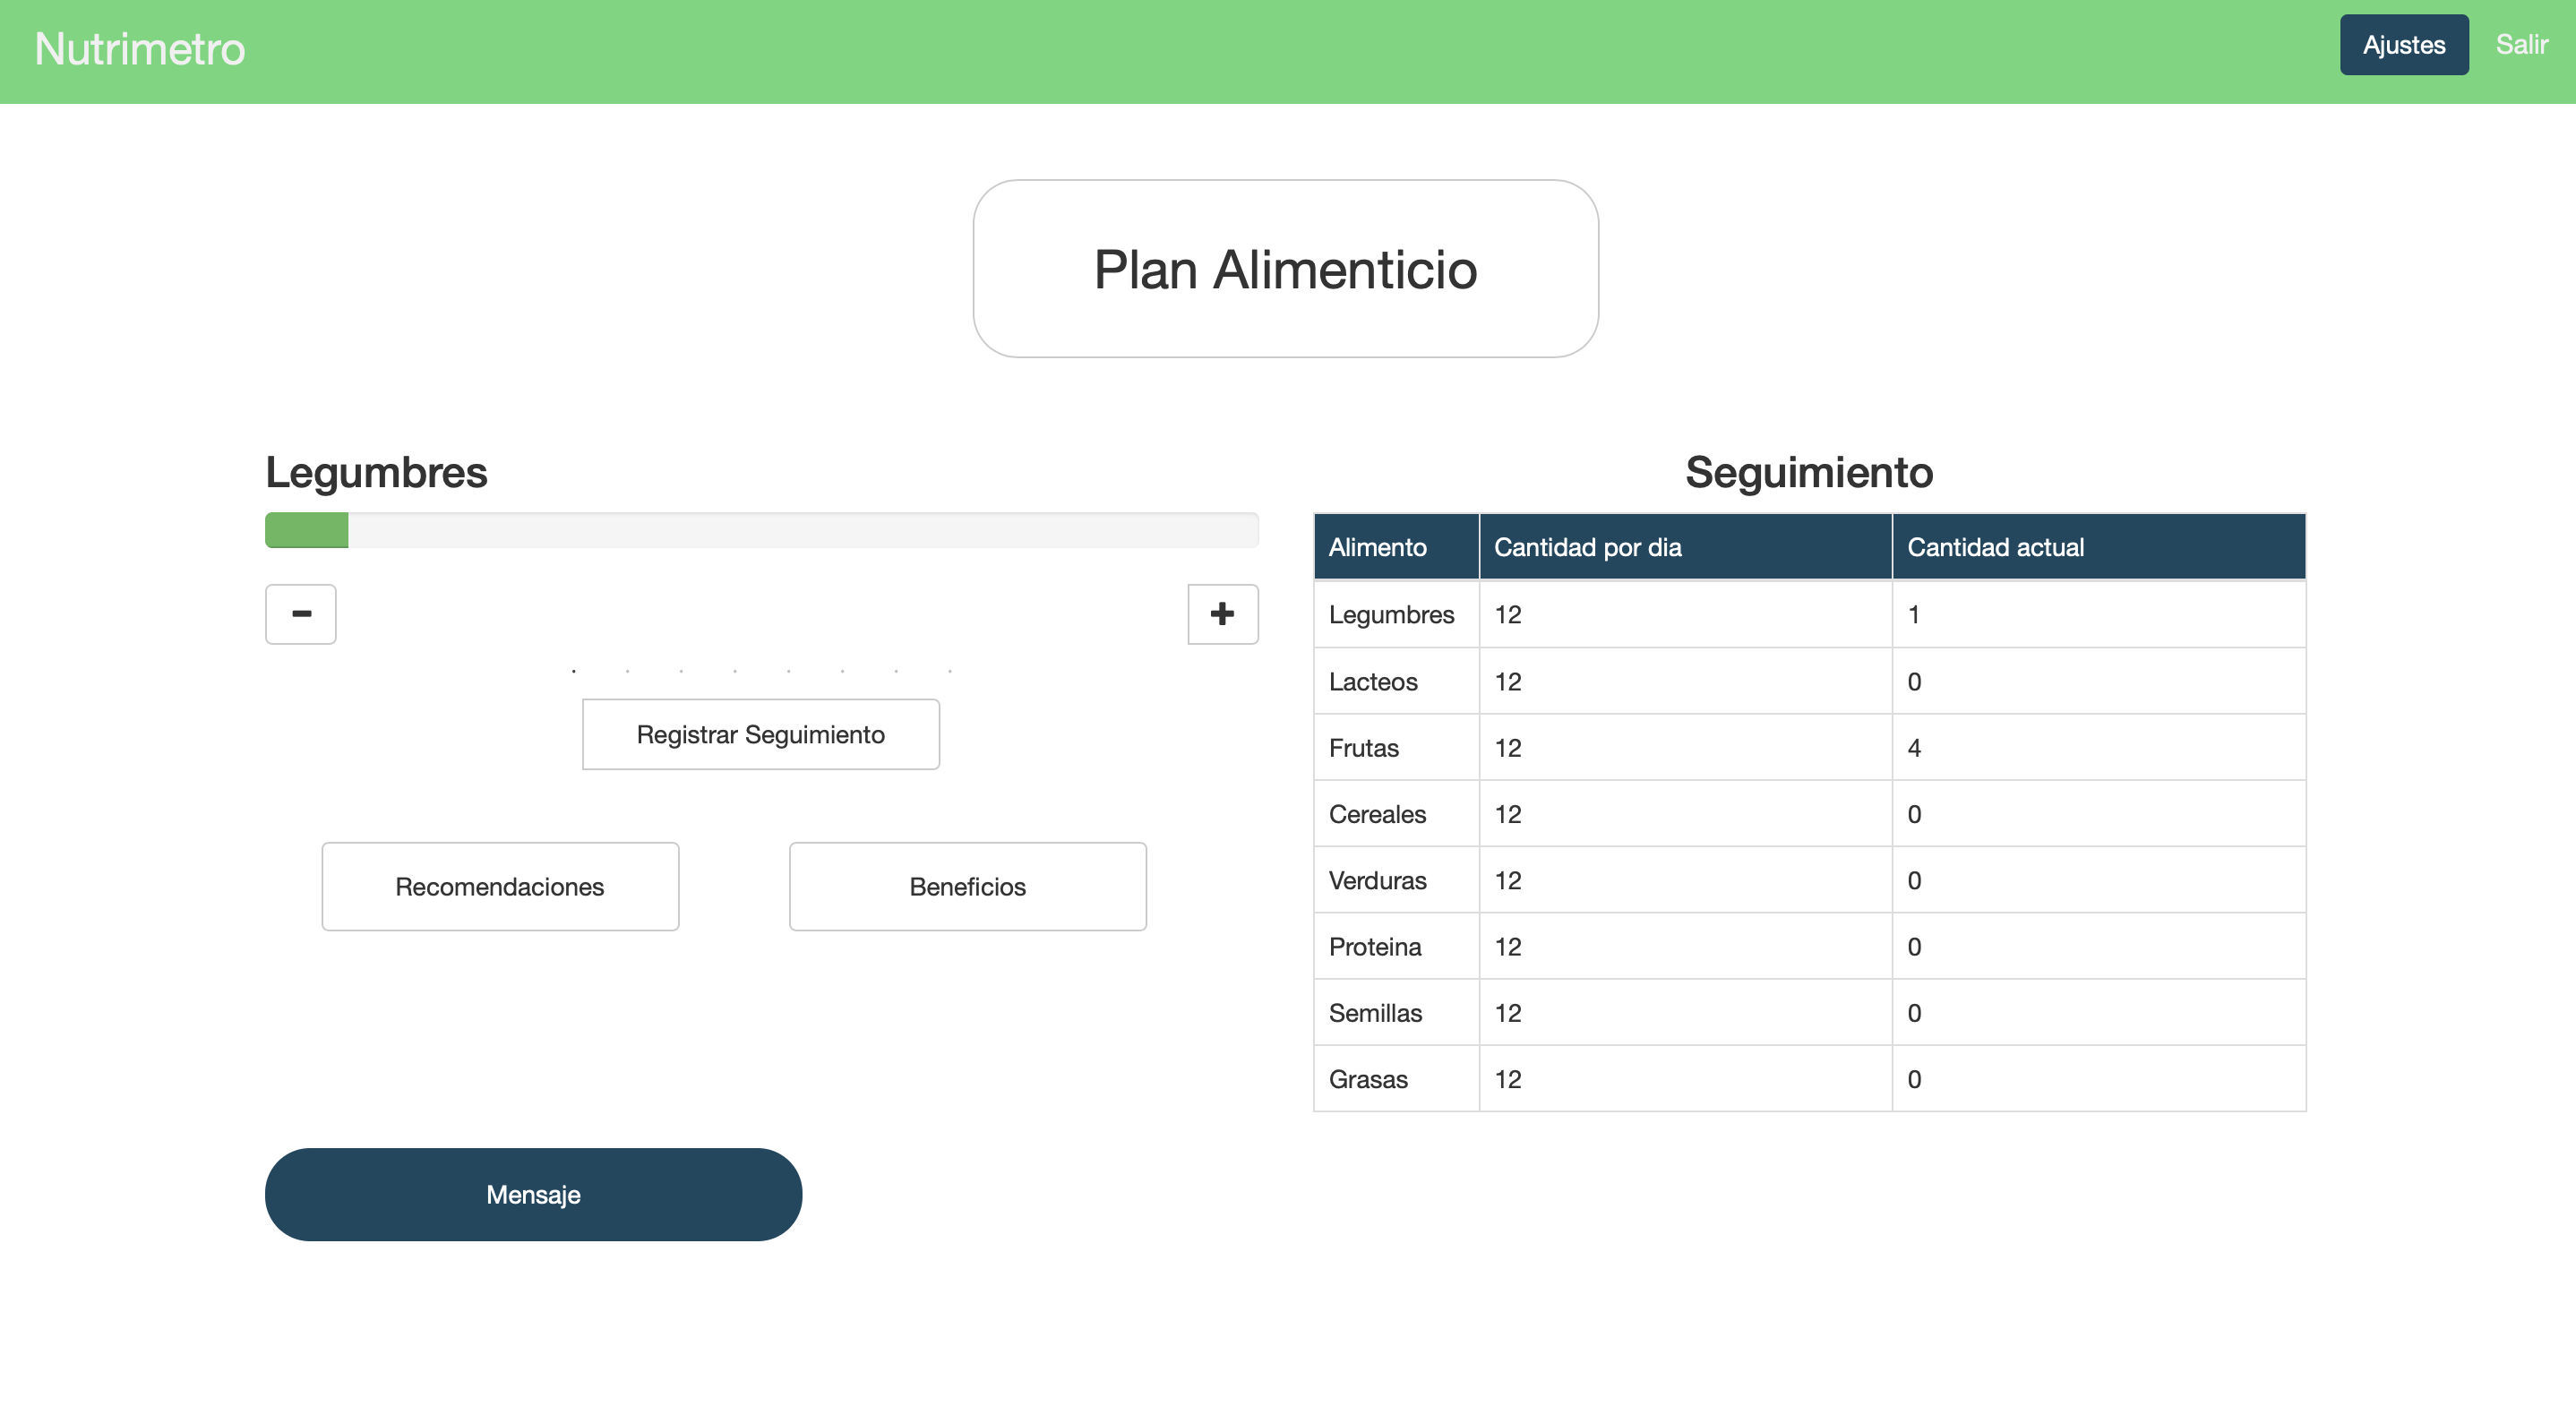 Nutrimetro
Ajustes
Salir
Plan Alimenticio
Legumbres
Registrar Seguimiento
Recomendaciones
Beneficios
Mensaje
Seguimiento
Alimento Cantidad por dia Cantidad actual
Legumbres 12 1
Lacteos 12 0
Frutas 12 4
Cereales 12 0
Verduras 12 0
Proteina 12 0
Semillas 12 0
Grasas 12 0